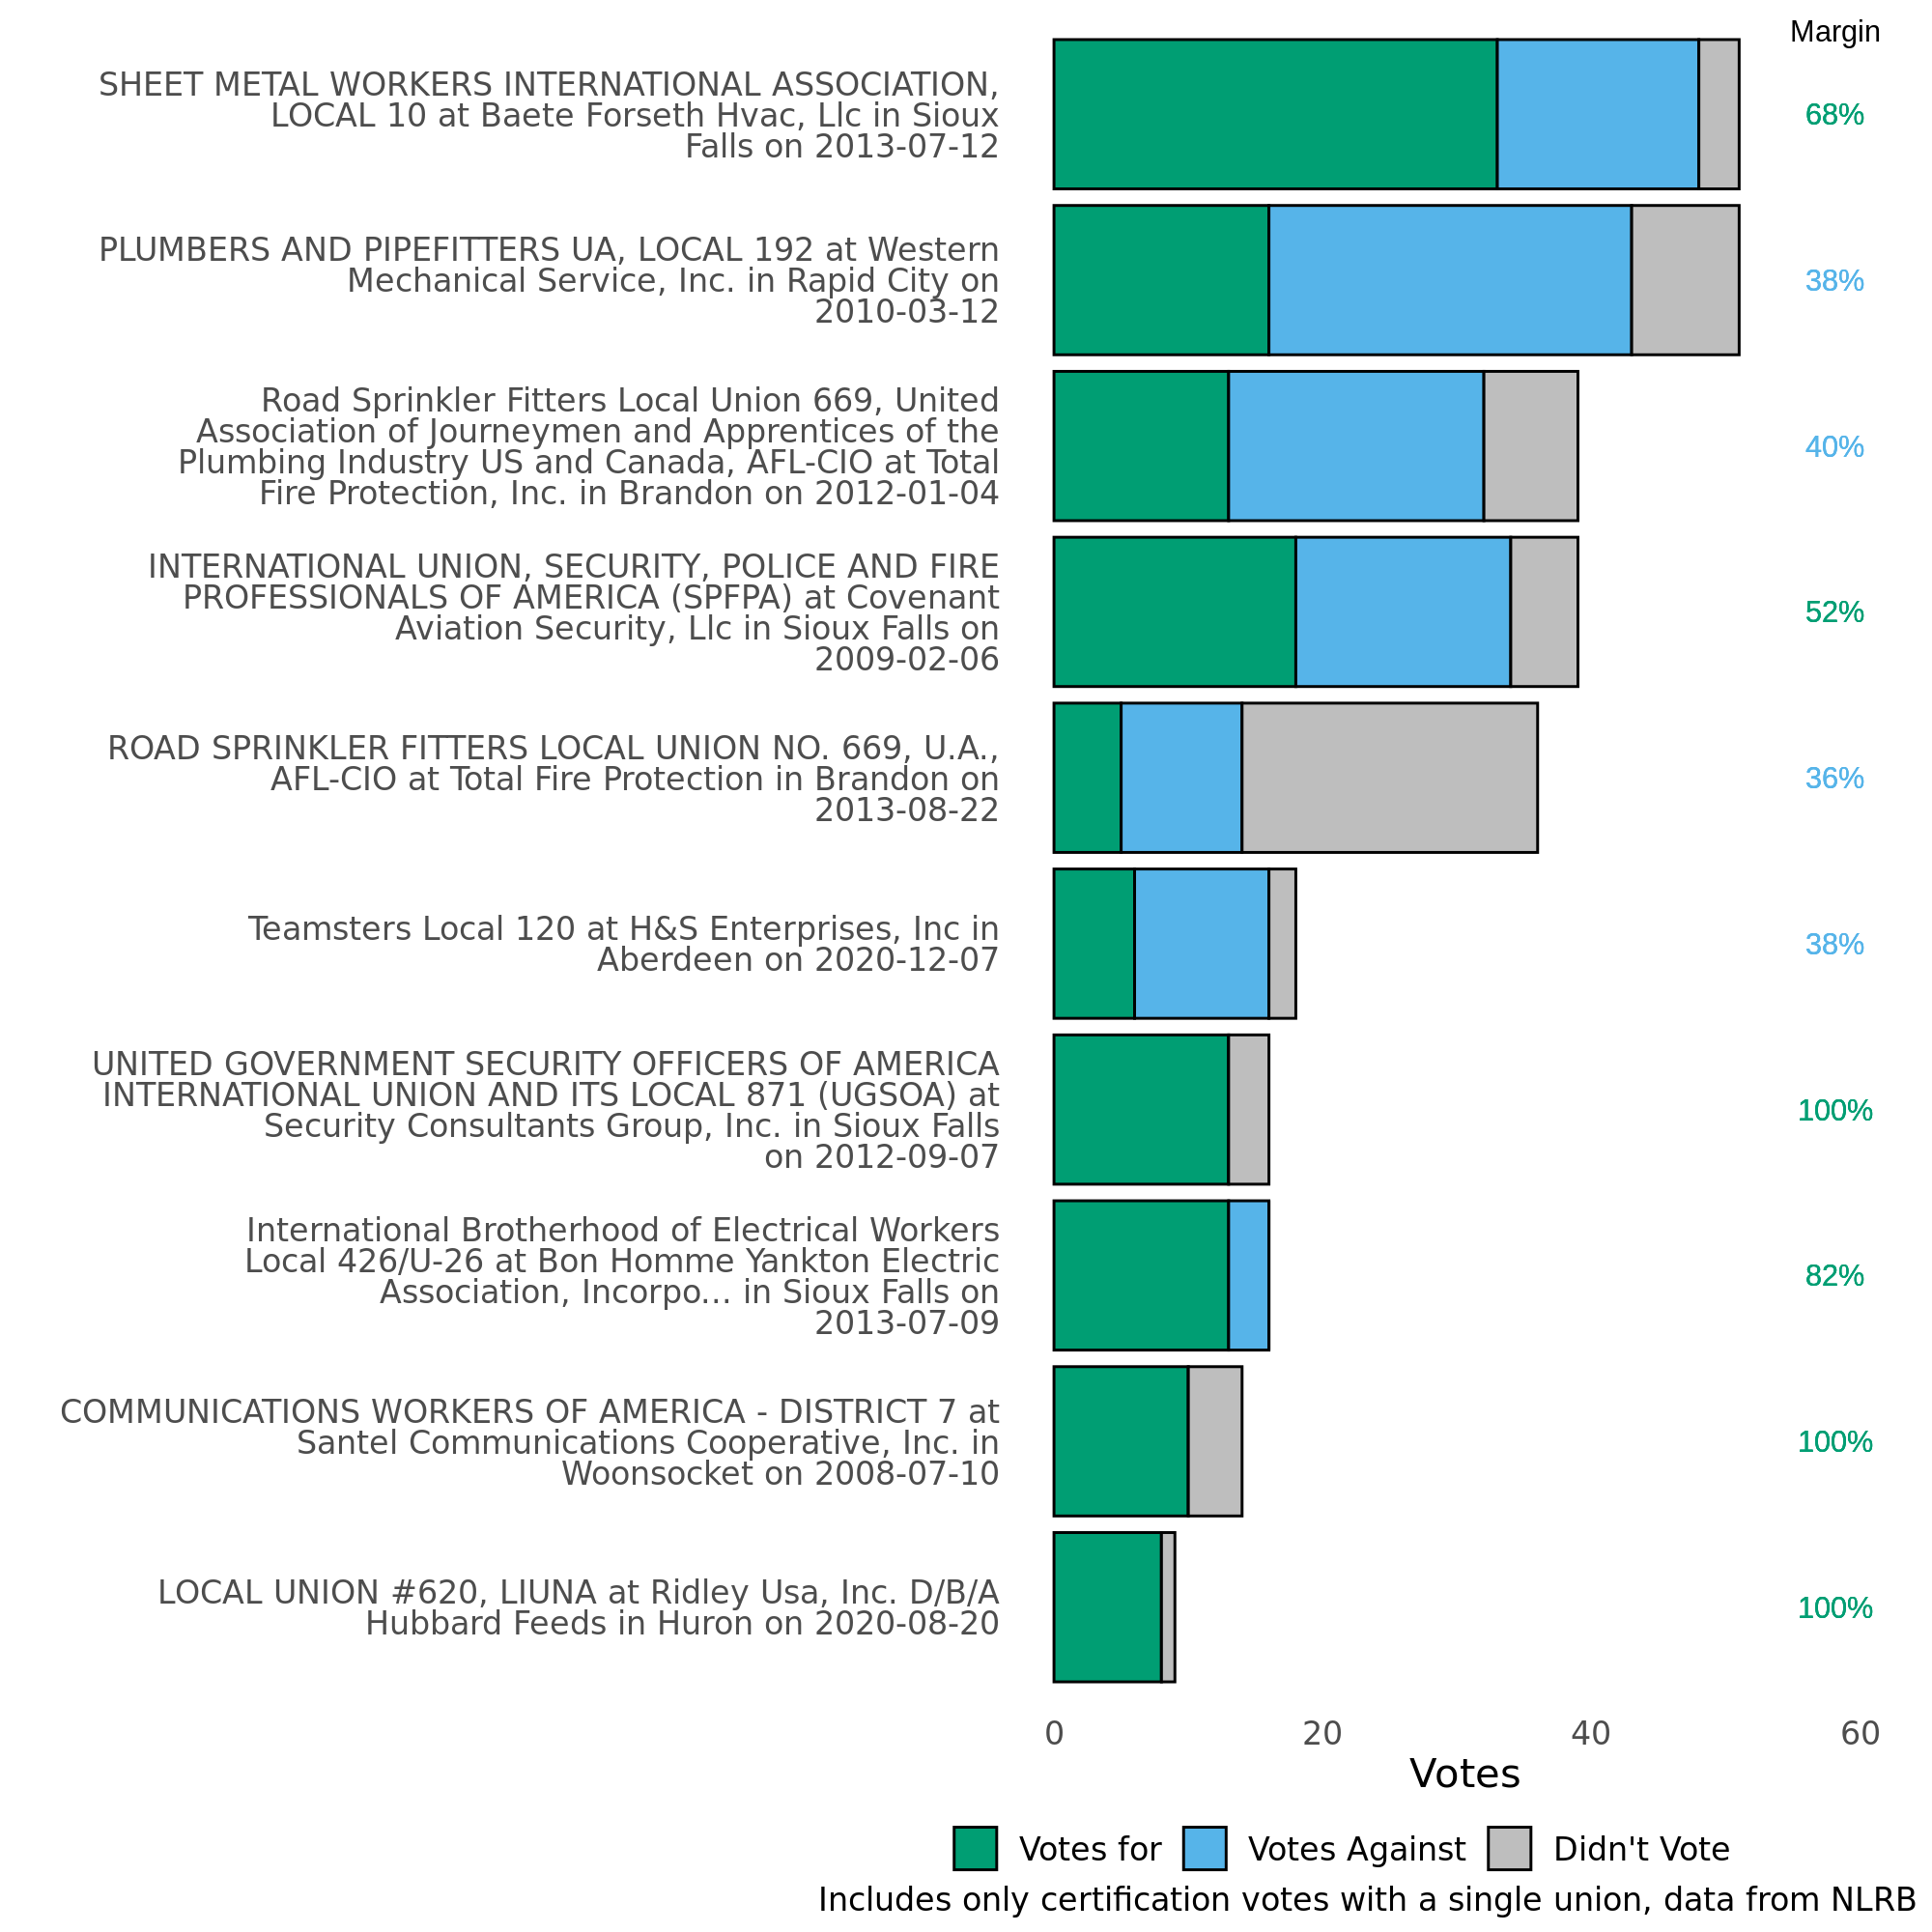 Margin
SHEET METAL WORKERS INTERNATIONAL ASSOCIATION,
LOCAL 10 at Baete Forseth Hvac, Llc in Sioux
Falls on 2013-07-12
68%
PLUMBERS AND PIPEFITTERS UA, LOCAL 192 at Western
Mechanical Service, Inc. in Rapid City on
2010-03-12
38%
Road Sprinkler Fitters Local Union 669, United
Association of Journeymen and Apprentices of the
Plumbing Industry US and Canada, AFL-CIO at Total
Fire Protection, Inc. in Brandon on 2012-01-04
40%
INTERNATIONAL UNION, SECURITY, POLICE AND FIRE
PROFESSIONALS OF AMERICA (SPFPA) at Covenant
Aviation Security, Llc in Sioux Falls on
2009-02-06
52%
ROAD SPRINKLER FITTERS LOCAL UNION NO. 669, U.A.,
AFL-CIO at Total Fire Protection in Brandon on
2013-08-22
36%
Teamsters Local 120 at H&S Enterprises, Inc in
Aberdeen on 2020-12-07
38%
UNITED GOVERNMENT SECURITY OFFICERS OF AMERICA
INTERNATIONAL UNION AND ITS LOCAL 871 (UGSOA) at
Security Consultants Group, Inc. in Sioux Falls
on 2012-09-07
100%
International Brotherhood of Electrical Workers
Local 426/U-26 at Bon Homme Yankton Electric
Association, Incorpo... in Sioux Falls on
2013-07-09
82%
COMMUNICATIONS WORKERS OF AMERICA - DISTRICT 7 at
Santel Communications Cooperative, Inc. in
Woonsocket on 2008-07-10
100%
LOCAL UNION #620, LIUNA at Ridley Usa, Inc. D/B/A
Hubbard Feeds in Huron on 2020-08-20
100%
0 20 40 60
Votes
Votes for Votes Against Didn't Vote
Includes only certification votes with a single union, data from NLRB